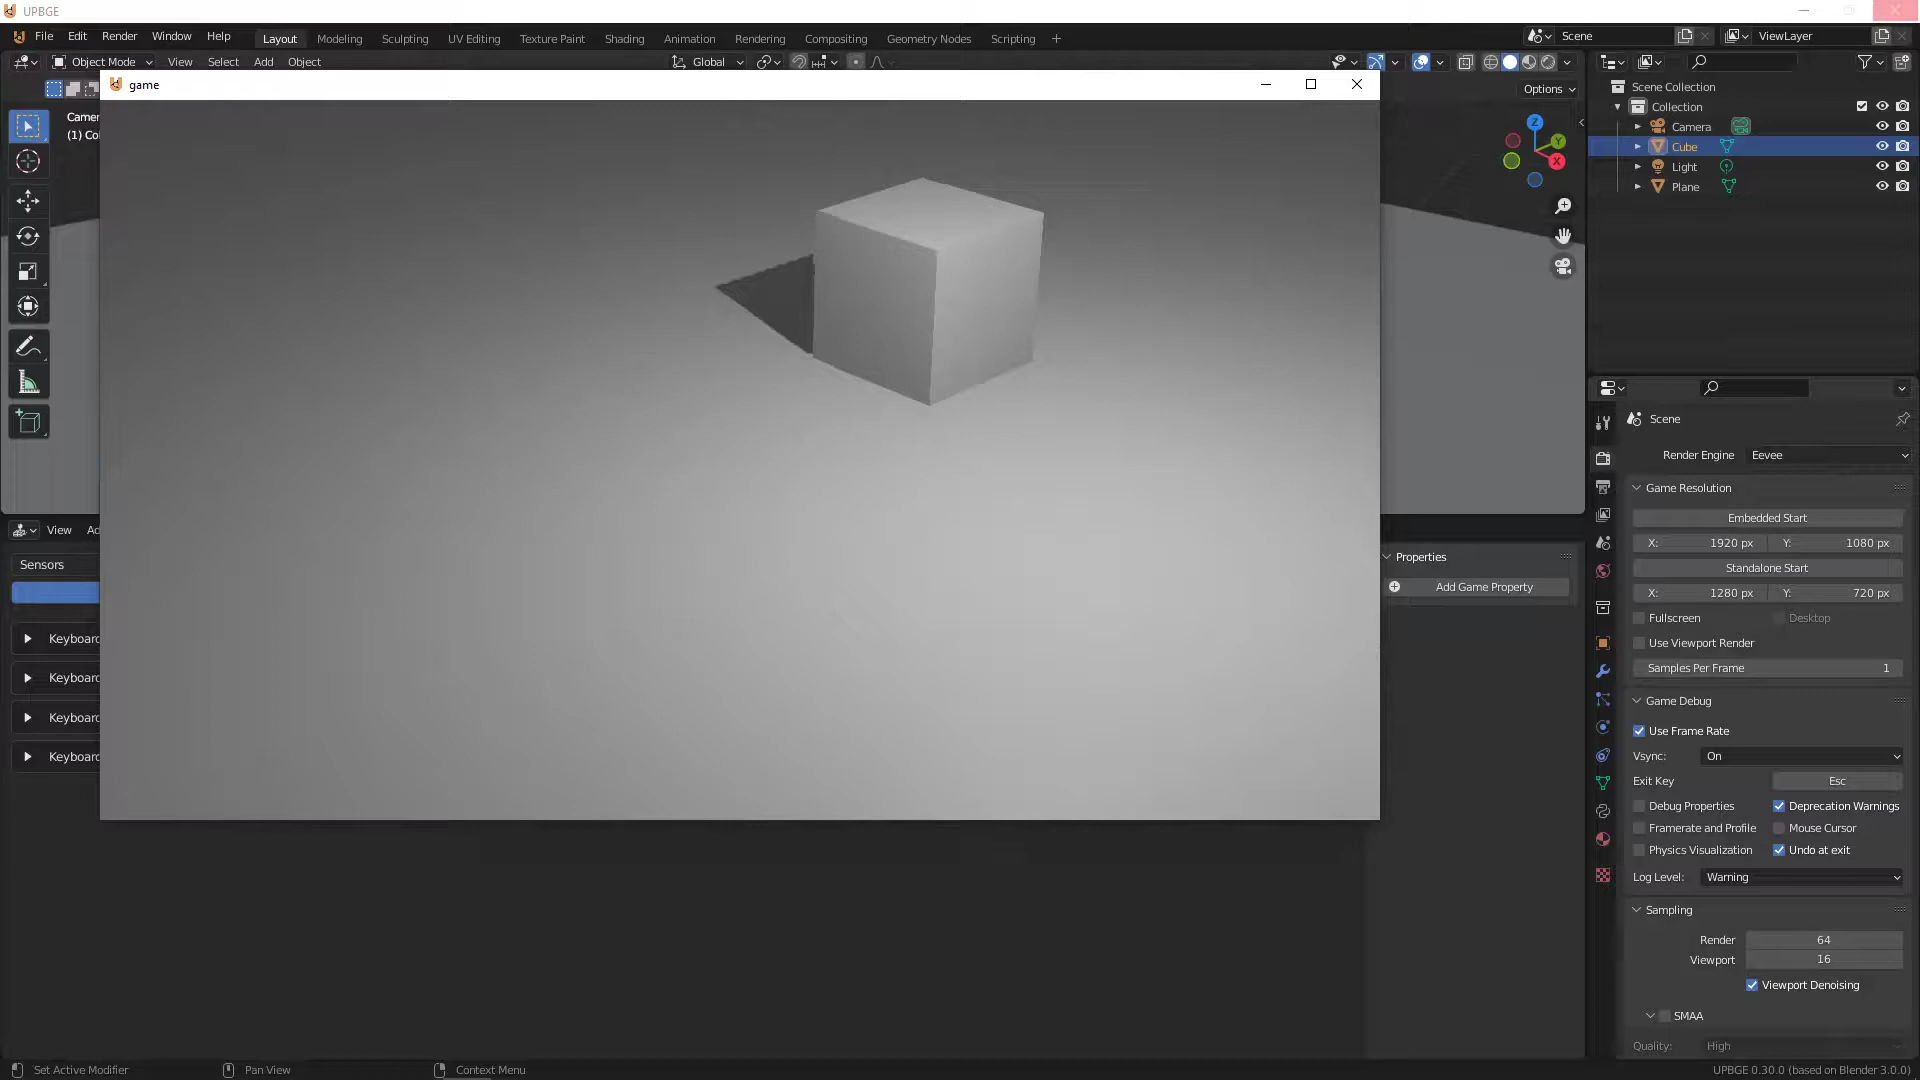 UPBGE
File Edit Render Window Help Layout Modeling Sculpting UV Editing Texture Paint Shading Animation Rendering Compositing Geometry Nodes Scripting + Scene ViewLayer
Object Mode View Select Add Object Global
game
Options
Camer
(1) Co
Z
Y
X
Scene Collection
Collection
Camera
Cube
Light
Plane
Scene
Render Engine Eevee
Game Resolution
Embedded Start
X: 1920 px Y: 1080 px
Standalone Start
X: 1280 px Y: 720 px
Fullscreen Desktop
Use Viewport Render
Samples Per Frame 1
Game Debug
Use Frame Rate
Vsync: On
Exit Key Esc
Debug Properties Deprecation Warnings
Framerate and Profile Mouse Cursor
Physics Visualization Undo at exit
Log Level: Warning
Sampling
Render 64
Viewport 16
Viewport Denoising
SMAA
Quality: High
View Ad
Sensors
Keyboard
Keyboard
Keyboard
Keyboard
Properties
Add Game Property
Set Active Modifier Pan View Context Menu UPBGE 0.30.0 (based on Blender 3.0.0)